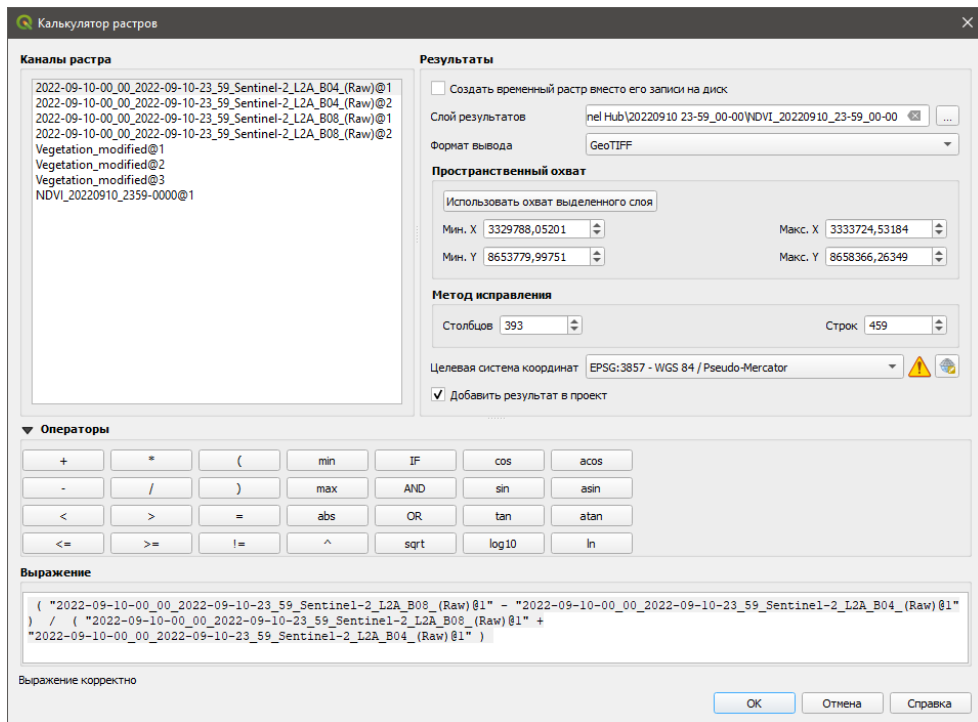 Калькулятор растров
Каналы растра
2022-09-10-00_00_2022-09-10-23_59_Sentinel-2_L2A_B04_(Raw)@1
2022-09-10-00_00_2022-09-10-23_59_Sentinel-2_L2A_B04_(Raw)@2
2022-09-10-00_00_2022-09-10-23_59_Sentinel-2_L2A_B08_(Raw)@1
2022-09-10-00_00_2022-09-10-23_59_Sentinel-2_L2A_B08_(Raw)@2
Vegetation_modified@1
Vegetation_modified@2
Vegetation_modified@3
NDVI_20220910_2359-0000@1
Результаты
Создать временный растр вместо его записи на диск
Слой результатов nel Hub\20220910 23-59_00-00\NDVI_20220910_23-59_00-00 ...
Формат вывода GeoTIFF
Пространственный охват
Использовать охват выделенного слоя
Мин. X 3329788,05201 Макс. X 3333724,53184
Мин. Y 8653779,99751 Макс. Y 8658366,26349
Метод исправления
Столбцов 393 Строк 459
Целевая система координат EPSG:3857 - WGS 84 / Pseudo-Mercator
Добавить результат в проект
Операторы
+ * ( min IF cos acos
- / ) max AND sin asin
< > = abs OR tan atan
<= >= != ^ sqrt log10 ln
Выражение
( "2022-09-10-00_00_2022-09-10-23_59_Sentinel-2_L2A_B08_(Raw)@1" - "2022-09-10-00_00_2022-09-10-23_59_Sentinel-2_L2A_B04_(Raw)@1"
) / ( "2022-09-10-00_00_2022-09-10-23_59_Sentinel-2_L2A_B08_(Raw)@1" +
"2022-09-10-00_00_2022-09-10-23_59_Sentinel-2_L2A_B04_(Raw)@1" )
Выражение корректно
OK Отмена Справка